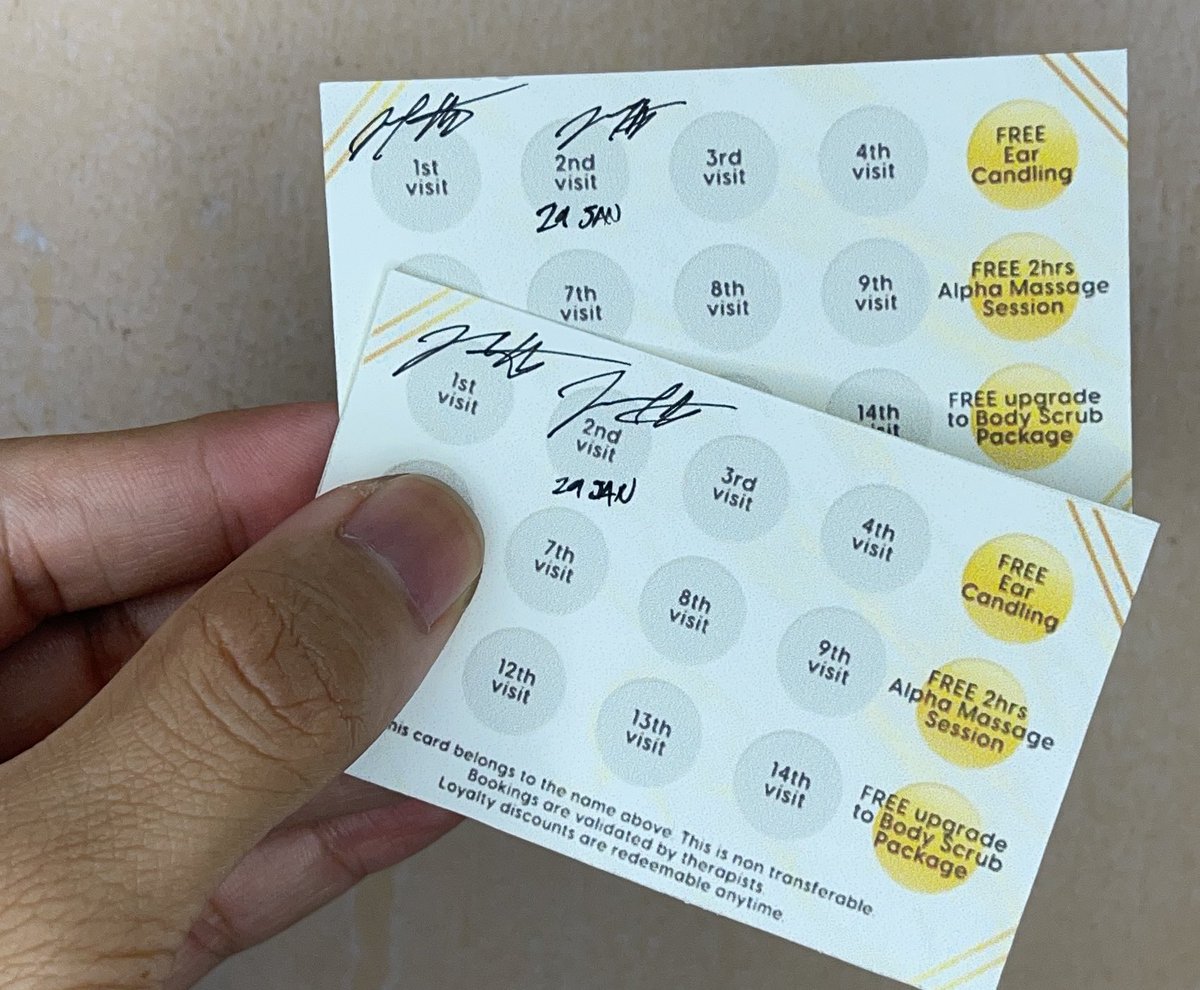 1st
visit
2nd
visit
29 JAN
3rd
visit
4th
visit
FREE
Ear
Candling
7th
visit
8th
visit
9th
visit
FREE 2hrs
Alpha Massage
Session
14th
FREE upgrade
to Body Scrub
Package
1st
visit
2nd
visit
29 JAN
3rd
visit
4th
visit
FREE
Ear
Candling
7th
visit
8th
visit
9th
visit
FREE 2hrs
Alpha Massage
Session
12th
visit
13th
visit
14th
visit
FREE upgrade
to Body Scrub
Package
his card belongs to the name above. This is non transferable.
Bookings are validated by therapists.
Loyalty discounts are redeemable anytime.